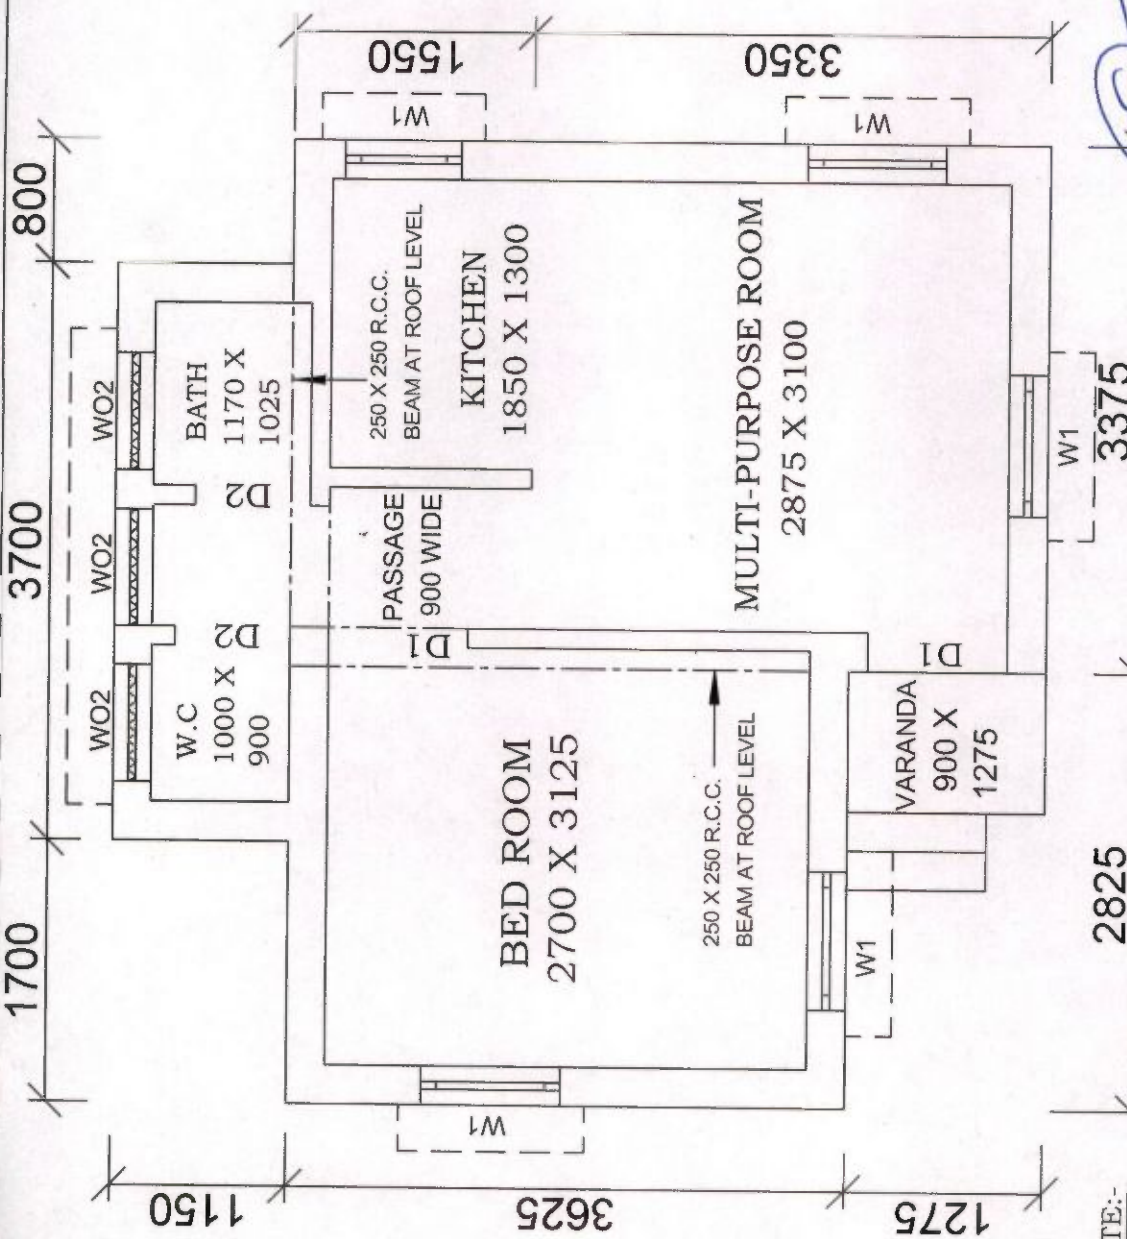 1700
3700
800
WO2
WO2
WO2
W.C
1000 X
900
D2
D2
BATH
1170 X
1025
1150
1550
W1
250 X 250 R.C.C.
BEAM AT ROOF LEVEL
KITCHEN
1850 X 1300
PASSAGE
900 WIDE
D1
W1
BED ROOM
2700 X 3125
3625
250 X 250 R.C.C.
BEAM AT ROOF LEVEL
MULTI-PURPOSE ROOM
2875 X 3100
W1
3350
D1
VARANDA
900 X
1275
W1
W1
1275
2825
3375
TE:-